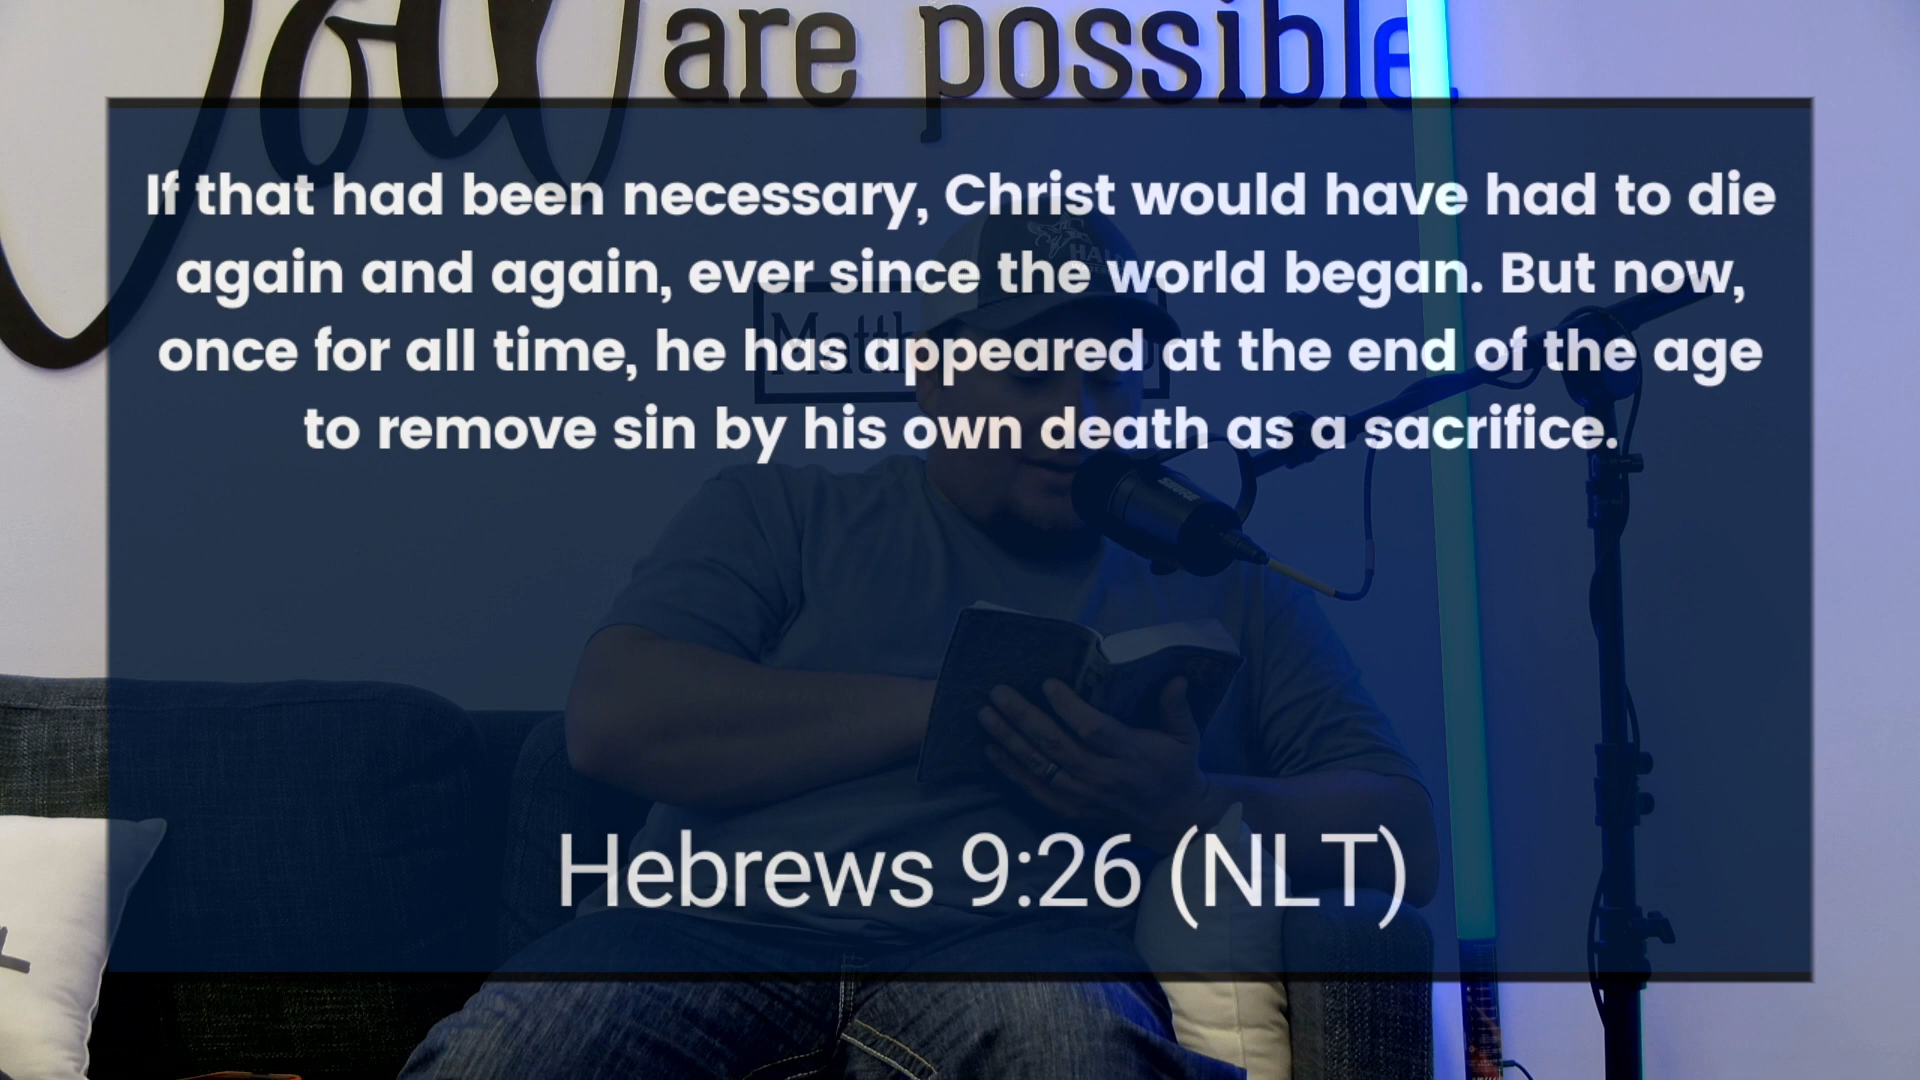 You are possible.
If that had been necessary, Christ would have had to die
again and again, ever since the world began. But now,
once for all time, he has appeared at the end of the age
to remove sin by his own death as a sacrifice.
SHURE
Hebrews 9:26 (NLT)